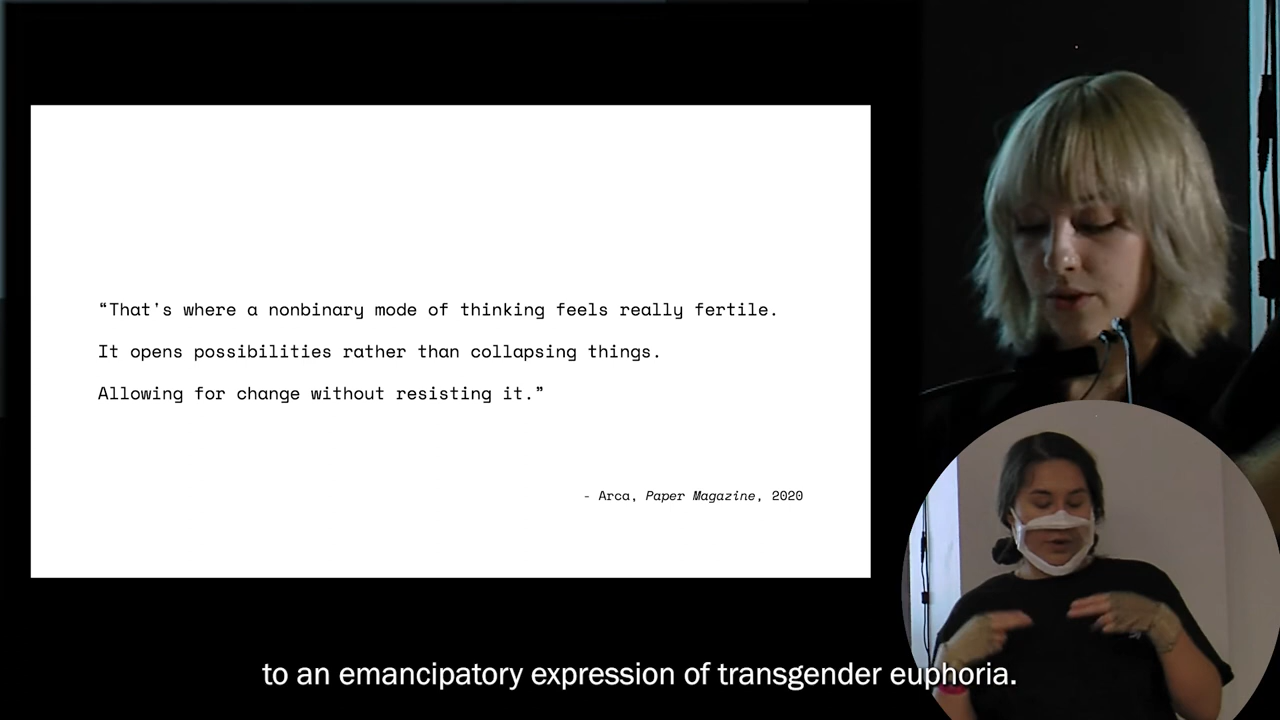 “That's where a nonbinary mode of thinking feels really fertile.
It opens possibilities rather than collapsing things.
Allowing for change without resisting it.”
- Arca, Paper Magazine, 2020
to an emancipatory expression of transgender euphoria.